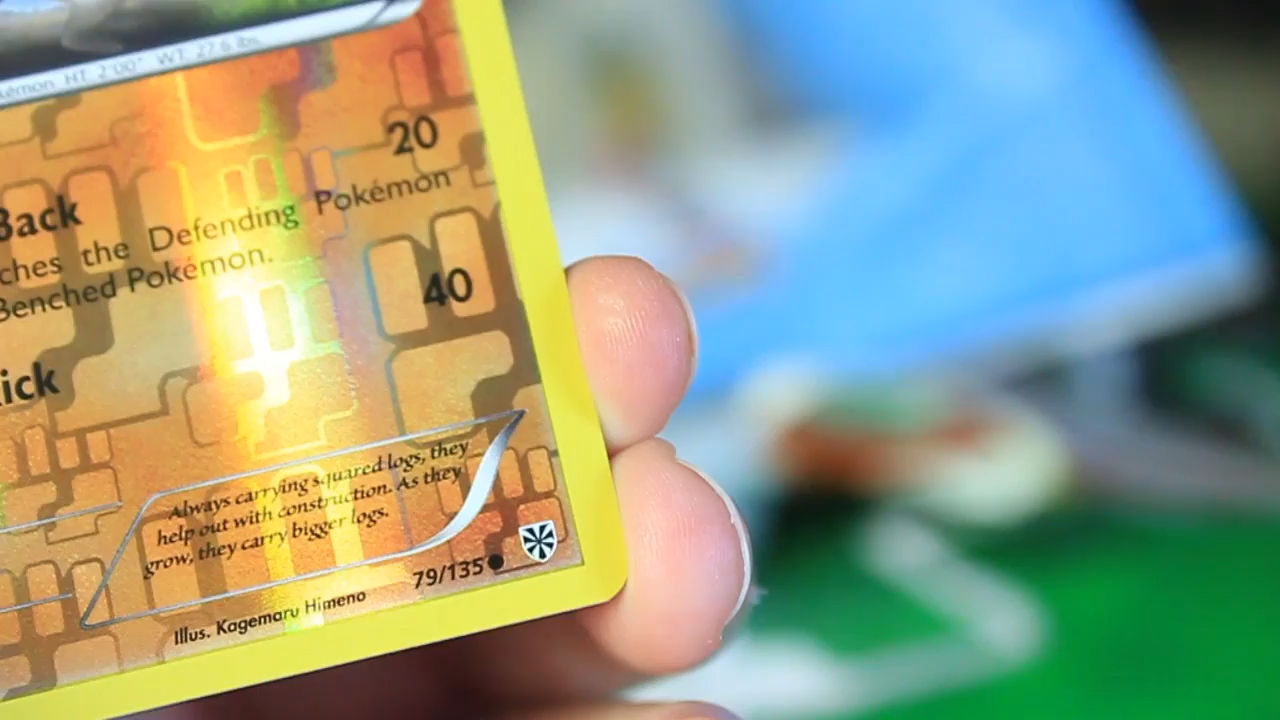 émon HT. 2'00" WT. 27.6 lbs.
20
Back
ches the Defending Pokémon
Benched Pokémon.
40
ick
Always carrying squared logs, they
help out with construction. As they
grow, they carry bigger logs.
79/135
Illus. Kagemaru Himeno